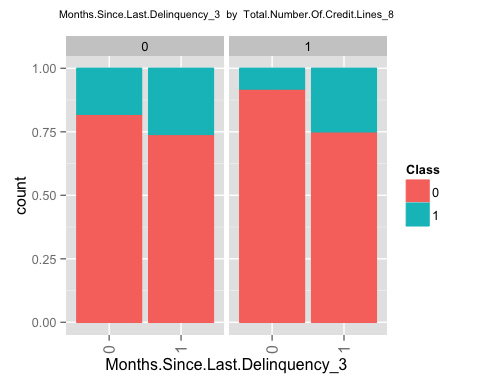 Months.Since.Last.Delinquency_3 by Total.Number.Of.Credit.Lines_8
0 1
1.00
0.75
0.50
0.25
0.00
count
0 1 0 1
Months.Since.Last.Delinquency_3
Class
0
1